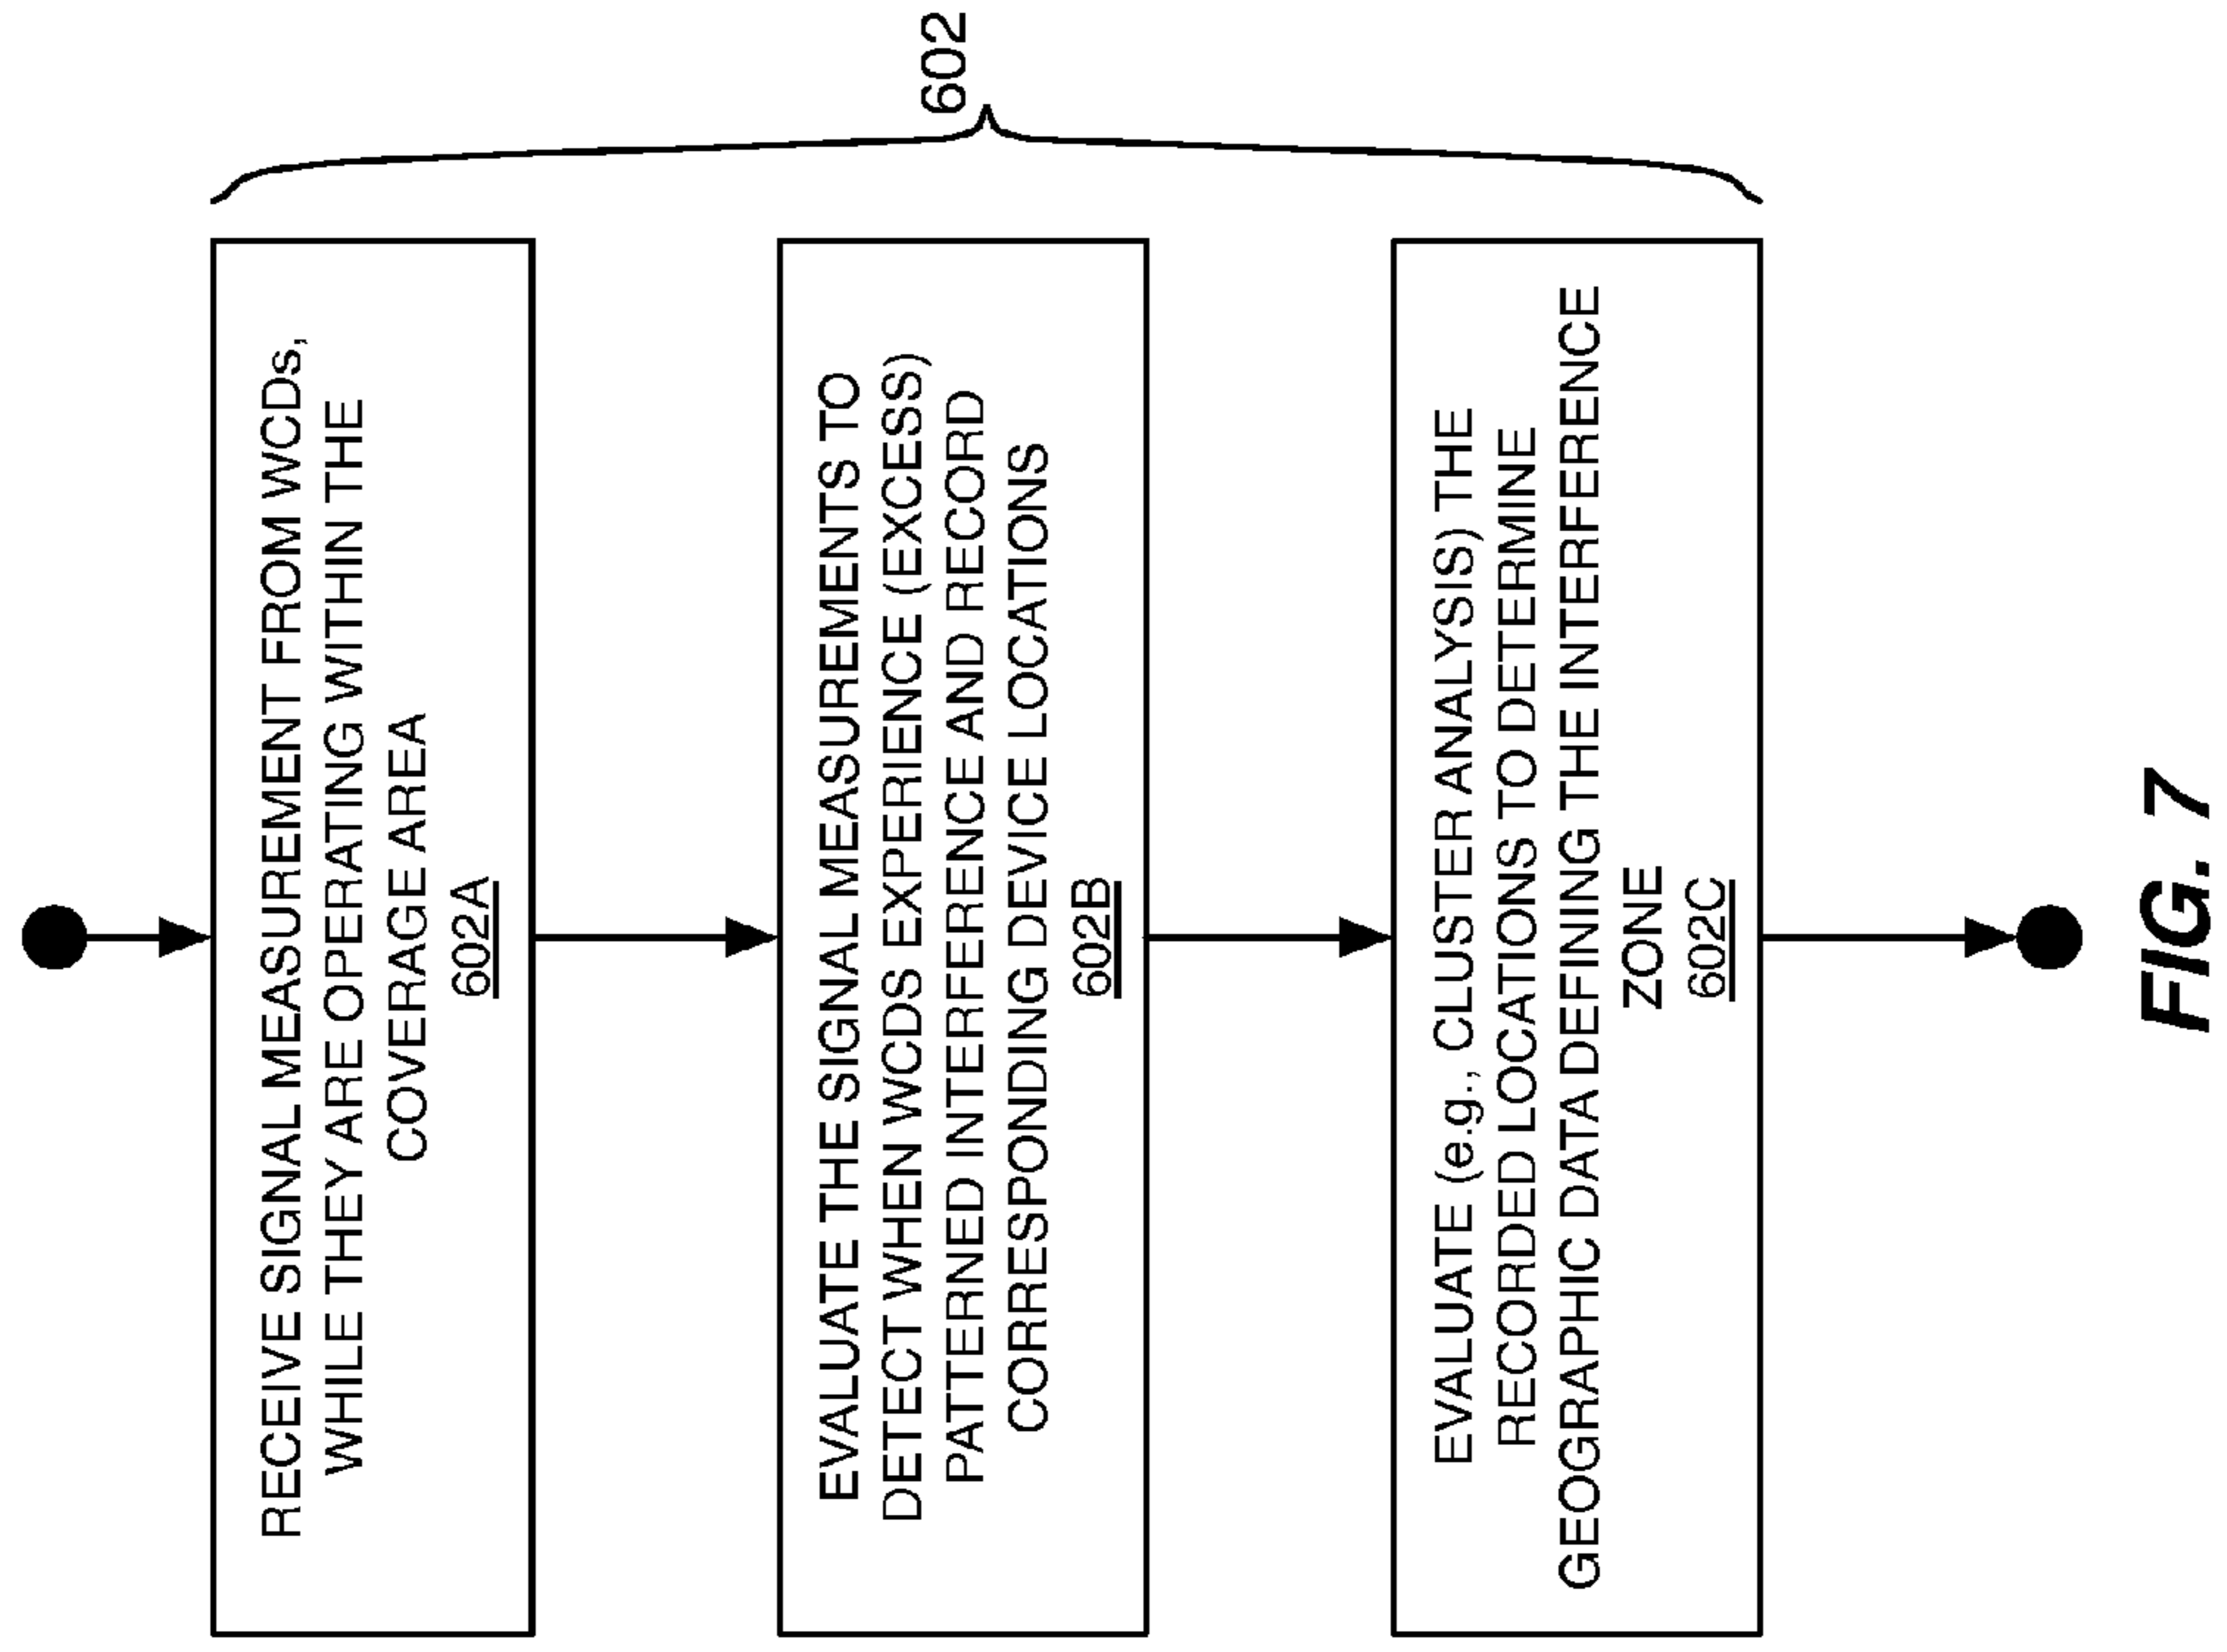 RECEIVE SIGNAL MEASUREMENT FROM WCDs,
WHILE THEY ARE OPERATING WITHIN THE
COVERAGE AREA
602A
EVALUATE THE SIGNAL MEASUREMENTS TO
DETECT WHEN WCDS EXPERIENCE (EXCESS)
PATTERNED INTERFERENCE AND RECORD
CORRESPONDING DEVICE LOCATIONS
602B
EVALUATE (e.g., CLUSTER ANALYSIS) THE
RECORDED LOCATIONS TO DETERMINE
GEOGRAPHIC DATA DEFINING THE INTERFERENCE
ZONE
602C
602
FIG. 7